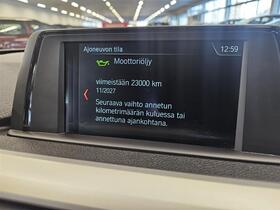 Ajoneuvon tila
12:59
Moottoriöljy
viimeistään 23000 km
11/2027
Seuraava vaihto annetun
kilometrimäärän kuluessa tai
annettuna ajankohtana.